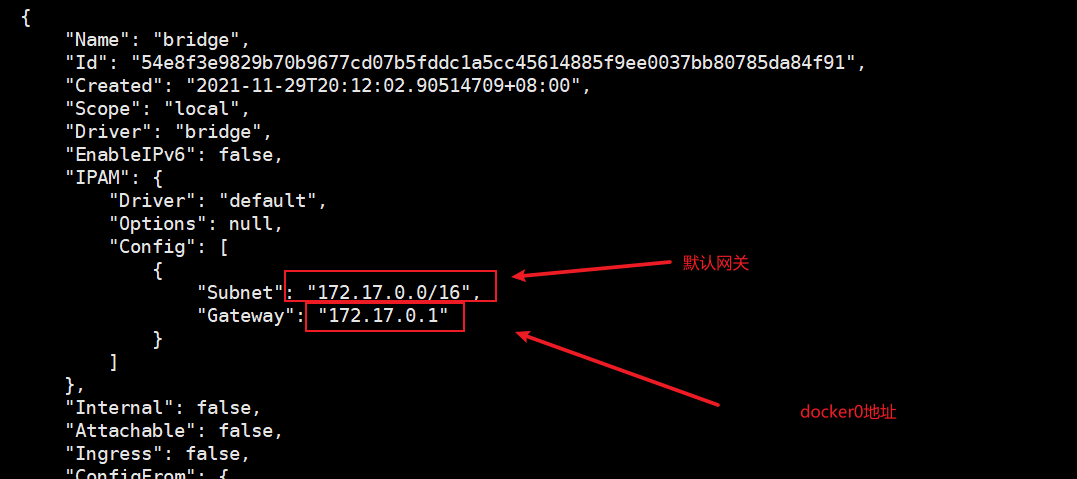 {
"Name": "bridge",
"Id": "54e8f3e9829b70b9677cd07b5fddc1a5cc45614885f9ee0037bb80785da84f91",
"Created": "2021-11-29T20:12:02.90514709+08:00",
"Scope": "local",
"Driver": "bridge",
"EnableIPv6": false,
"IPAM": {
"Driver": "default",
"Options": null,
"Config": [
{
默认网关
"Subnet": "172.17.0.0/16",
"Gateway": "172.17.0.1"
}
]
},
"Internal": false,
docker0地址
"Attachable": false,
"Ingress": false,
"ConfigFrom": {